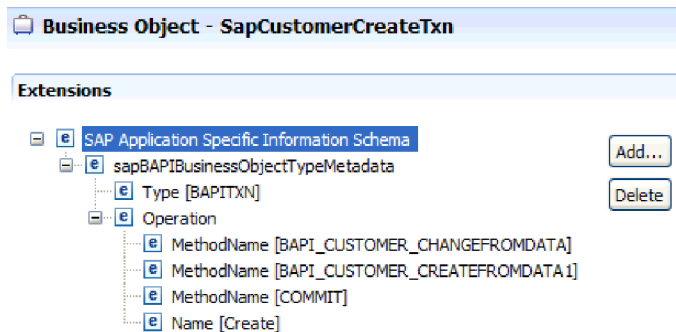 Business Object - SapCustomerCreateTxn
Extensions
SAP Application Specific Information Schema
Add...
sapBAPIBusinessObjectTypeMetadata
Type [BAPITXN]
Delete
Operation
MethodName [BAPI_CUSTOMER_CHANGEFROMDATA]
MethodName [BAPI_CUSTOMER_CREATEFROMDATA1]
MethodName [COMMIT]
Name [Create]